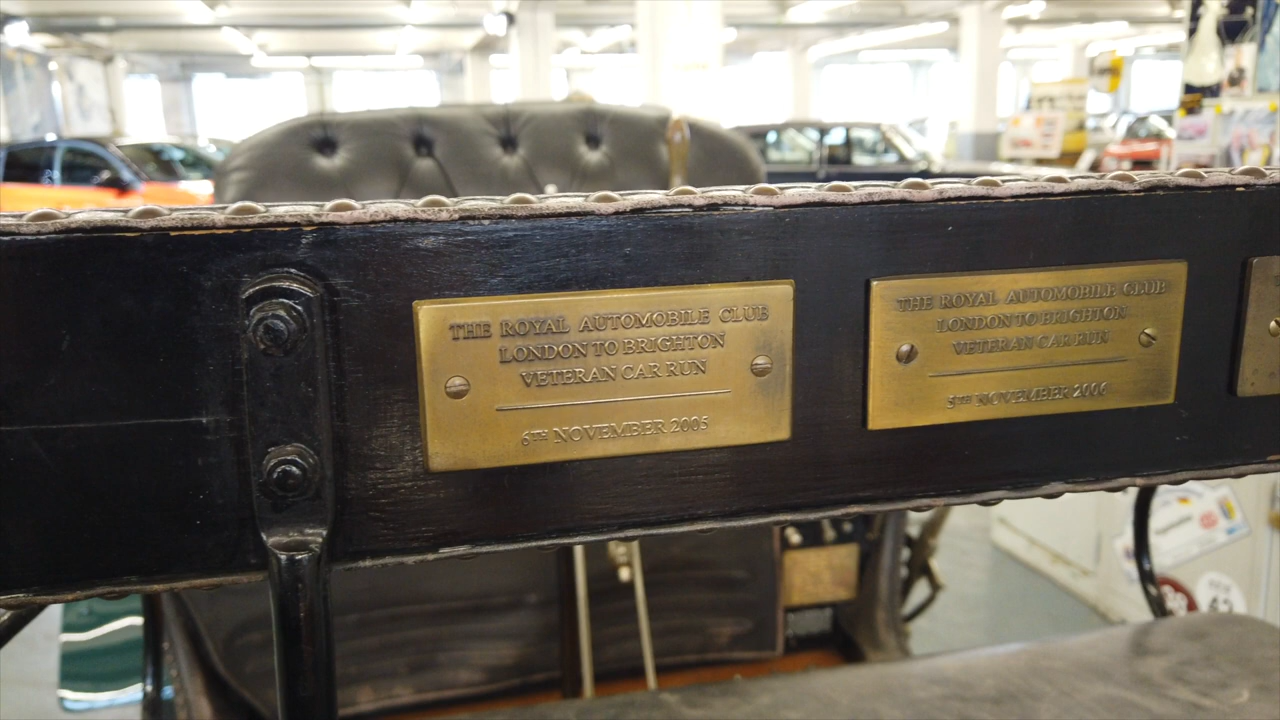 THE ROYAL AUTOMOBILE CLUB
LONDON TO BRIGHTON
VETERAN CAR RUN
6TH NOVEMBER 2005
THE ROYAL AUTOMOBILE CLUB
LONDON TO BRIGHTON
VETERAN CAR RUN
5TH NOVEMBER 2006